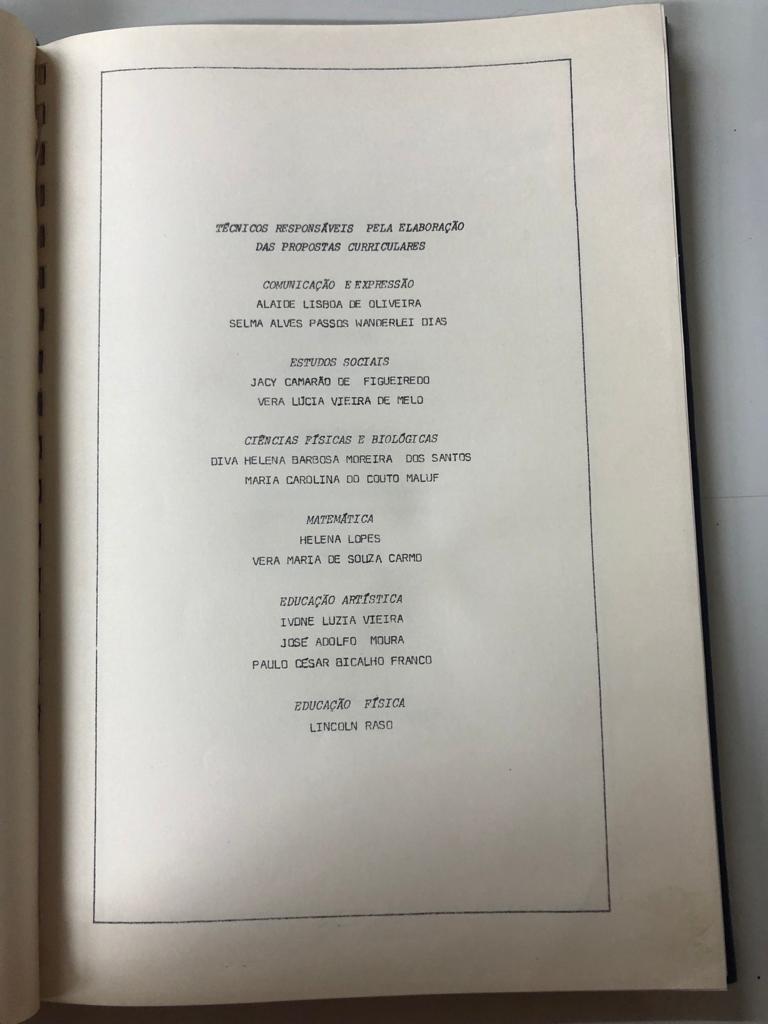 TÉCNICOS RESPONSÁVEIS PELA ELABORAÇÃO
DAS PROPOSTAS CURRICULARES
COMUNICAÇÃO E EXPRESSÃO
ALAIDE LISBOA DE OLIVEIRA
SELMA ALVES PASSOS WANDERLEI DIAS
ESTUDOS SOCIAIS
JACY CAMARÃO DE FIGUEIREDO
VERA LÚCIA VIEIRA DE MELO
CIÊNCIAS FÍSICAS E BIOLÓGICAS
DIVA HELENA BARBOSA MOREIRA DOS SANTOS
MARIA CAROLINA DO COUTO MALUF
MATEMÁTICA
HELENA LOPES
VERA MARIA DE SOUZA CARMO
EDUCAÇÃO ARTÍSTICA
IVONE LUZIA VIEIRA
JOSÉ ADOLFO MOURA
PAULO CÉSAR BICALHO FRANCO
EDUCAÇÃO FÍSICA
LINCOLN RASO